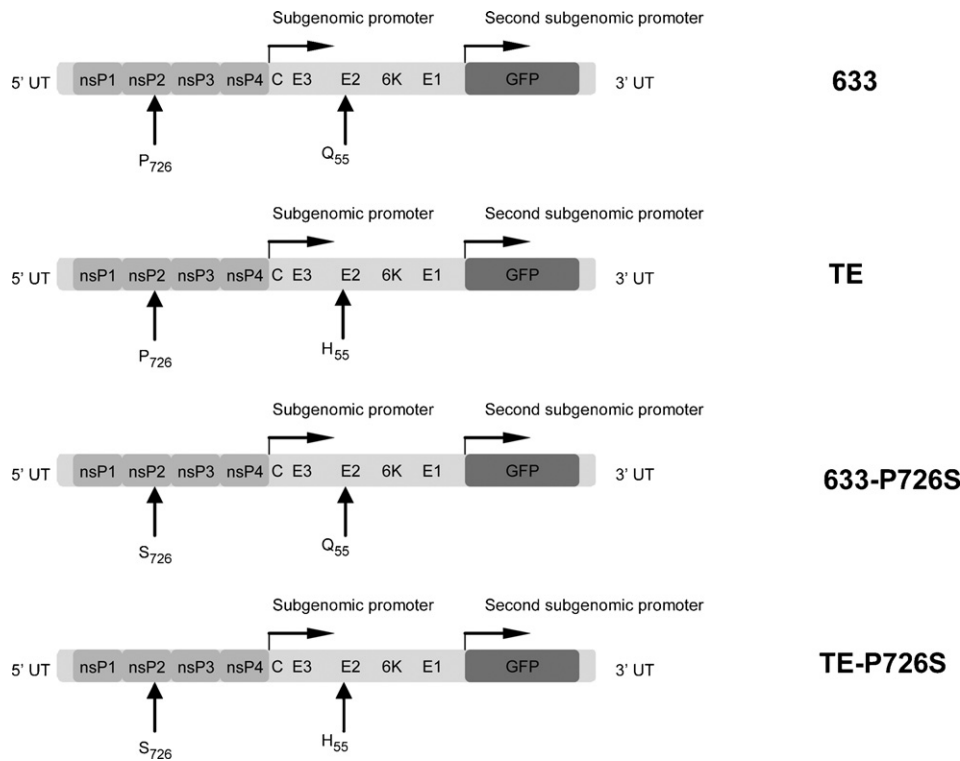 Subgenomic promoter Second subgenomic promoter
5’ UT nsP1 nsP2 nsP3 nsP4 C E3 E2 6K E1 GFP 3’ UT 633
P726 Q55
Subgenomic promoter Second subgenomic promoter
5’ UT nsP1 nsP2 nsP3 nsP4 C E3 E2 6K E1 GFP 3’ UT TE
P726 H55
Subgenomic promoter Second subgenomic promoter
5’ UT nsP1 nsP2 nsP3 nsP4 C E3 E2 6K E1 GFP 3’ UT 633-P726S
S726 Q55
Subgenomic promoter Second subgenomic promoter
5’ UT nsP1 nsP2 nsP3 nsP4 C E3 E2 6K E1 GFP 3’ UT TE-P726S
S726 H55